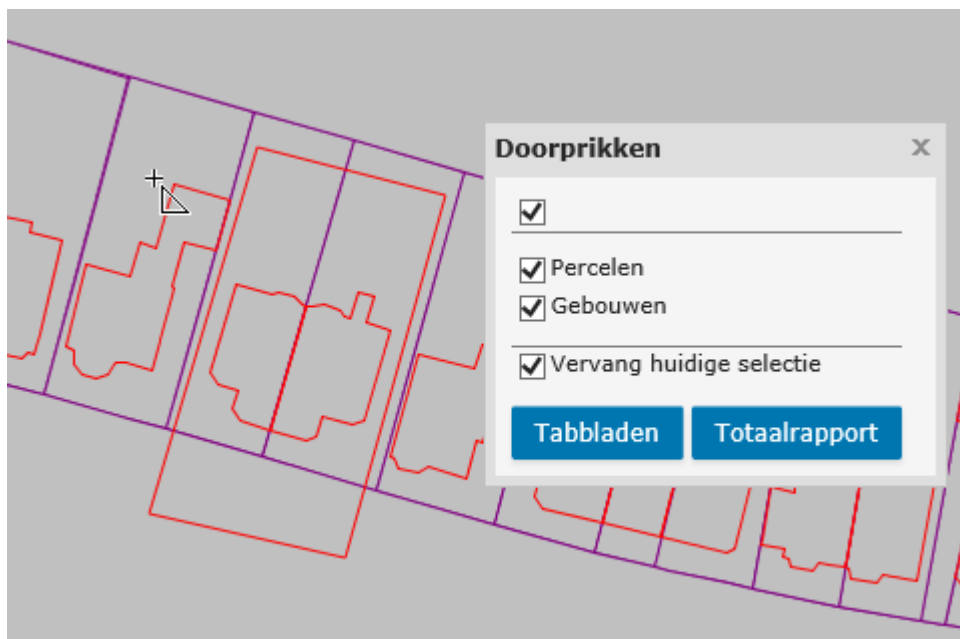 Doorprikken
Percelen
Gebouwen
Vervang huidige selectie
Tabbladen Totaalrapport